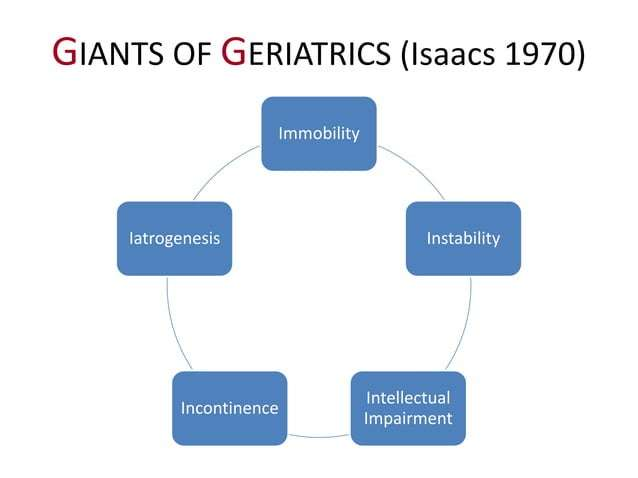 GIANTS OF GERIATRICS (Isaacs 1970)
Immobility
Iatrogenesis
Instability
Incontinence
Intellectual
Impairment